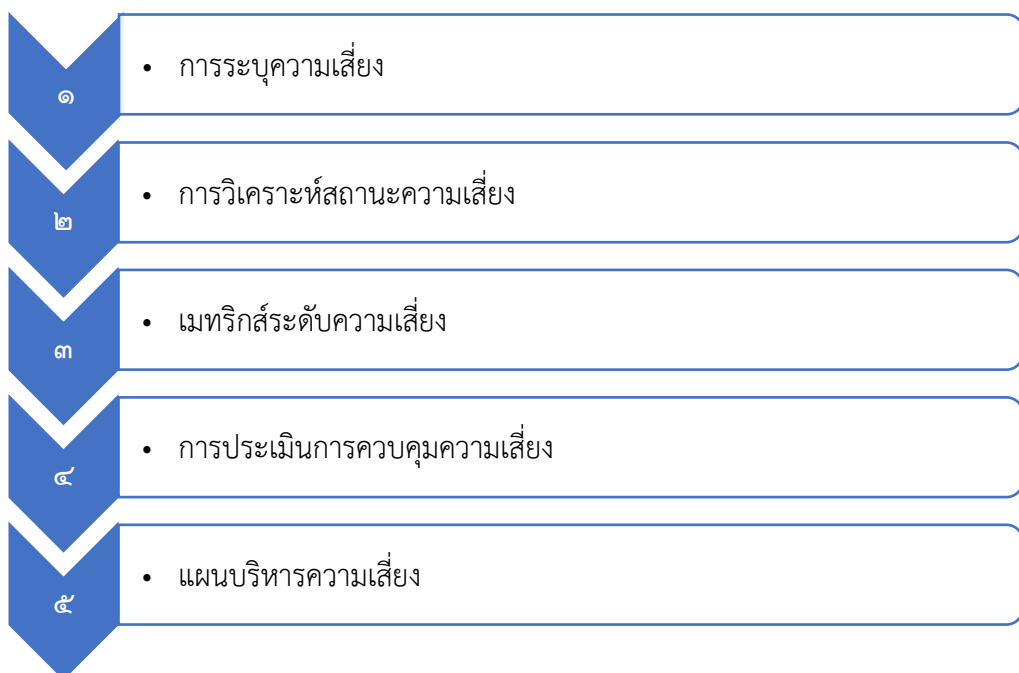 ๑
• การระบุความเสี่ยง
๒
• การวิเคราะห์สถานะความเสี่ยง
๓
• เมทริกส์ระดับความเสี่ยง
๔
• การประเมินการควบคุมความเสี่ยง
๕
• แผนบริหารความเสี่ยง